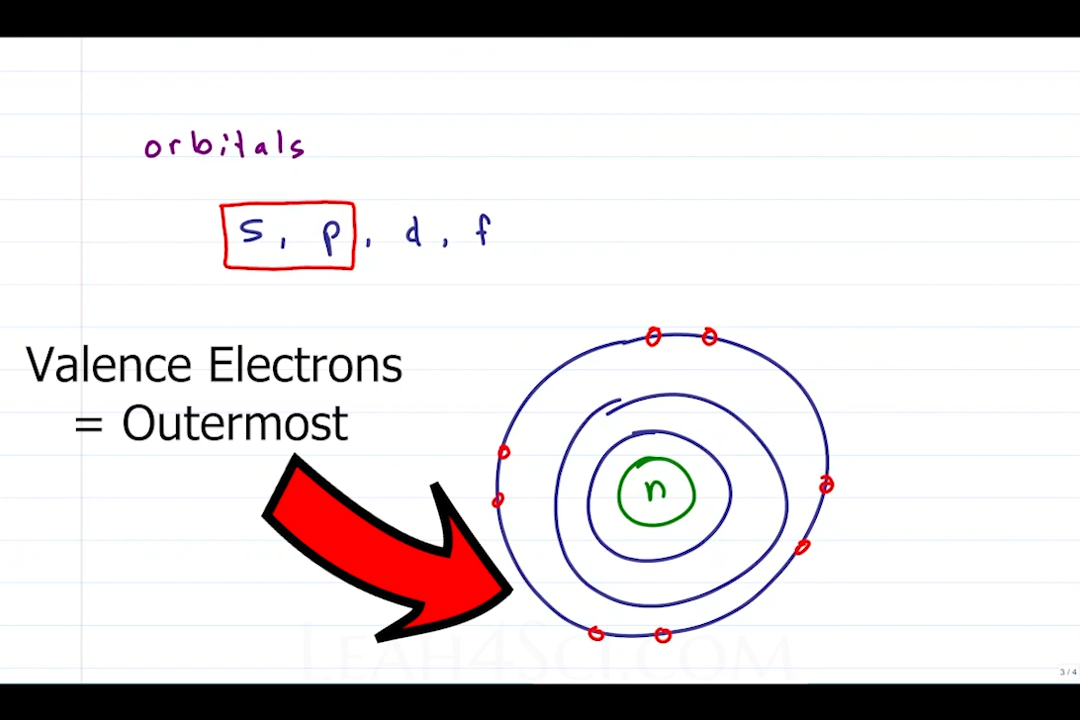 orbitals
s, p, d, f
Valence Electrons
= Outermost
n
LEAH4SCI.COM
3 / 4